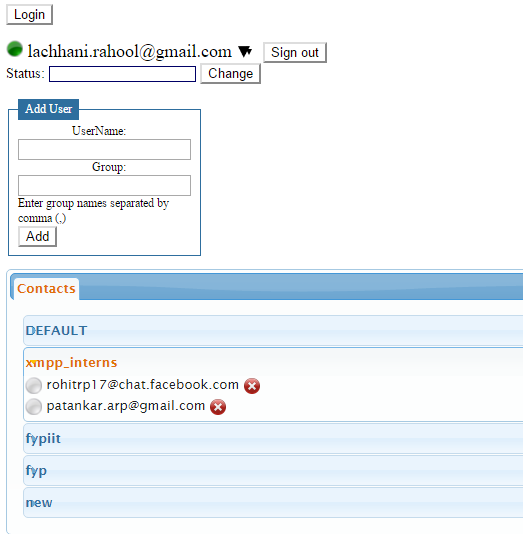 Login
lachhani.rahool@gmail.com Sign out
Status: Change
Add User
UserName:
Group:
Enter group names separated by
comma (,)
Add
Contacts
DEFAULT
xmpp_interns
rohitrp17@chat.facebook.com
patankar.arp@gmail.com
fypiit
fyp
new